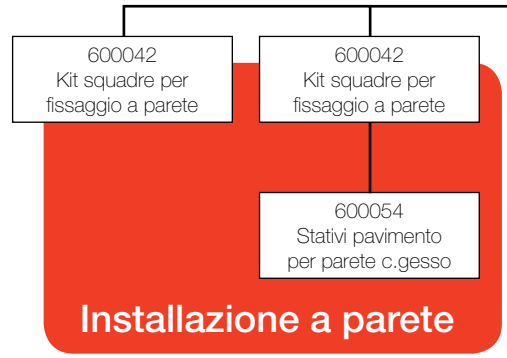 600042
Kit squadre per
fissaggio a parete
600042
Kit squadre per
fissaggio a parete
600054
Stativi pavimento
per parete c.gesso
Installazione a parete